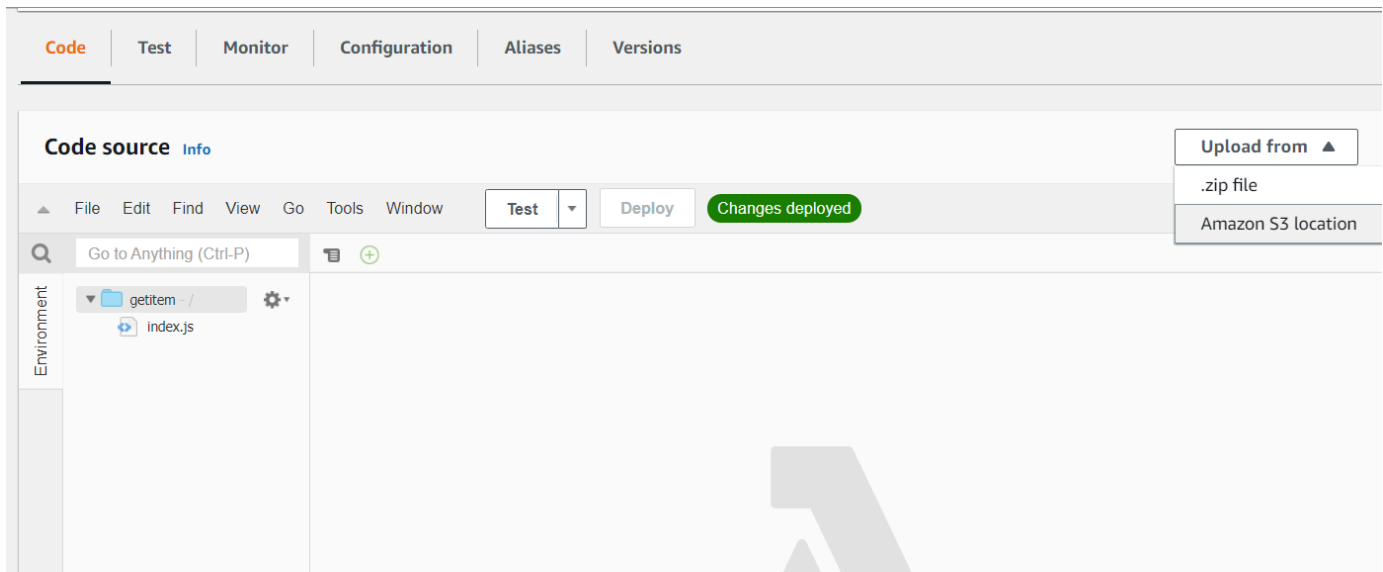 Code Test Monitor Configuration Aliases Versions
Code source Info
Upload from
.zip file
Amazon S3 location
File Edit Find View Go Tools Window Test Deploy Changes deployed
Go to Anything (Ctrl-P)
Environment
getitem - /
index.js